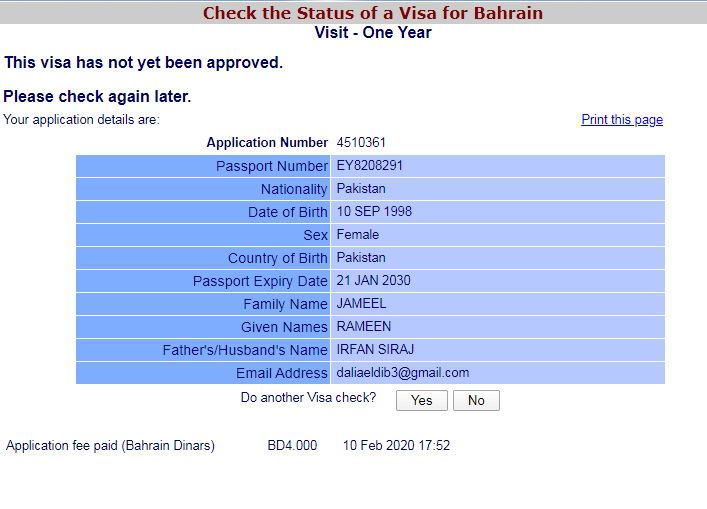 Check the Status of a Visa for Bahrain
Visit - One Year
This visa has not yet been approved.
Please check again later.
Your application details are: Print this page
Application Number 4510361
Passport Number EY8208291
Nationality Pakistan
Date of Birth 10 SEP 1998
Sex Female
Country of Birth Pakistan
Passport Expiry Date 21 JAN 2030
Family Name JAMEEL
Given Names RAMEEN
Father's/Husband's Name IRFAN SIRAJ
Email Address daliaeldib3@gmail.com
Do another Visa check? Yes No
Application fee paid (Bahrain Dinars) BD4.000 10 Feb 2020 17:52